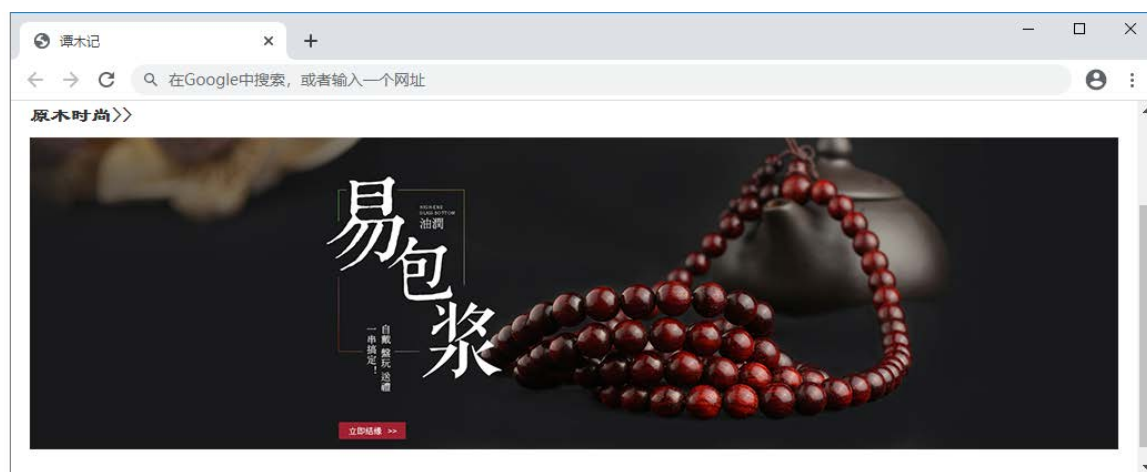 谭木记
在Google中搜索，或者输入一个网址
原木时尚>>
易包浆
油潤
自戴 盤玩 送禮
一串搞定！
立即結緣 >>